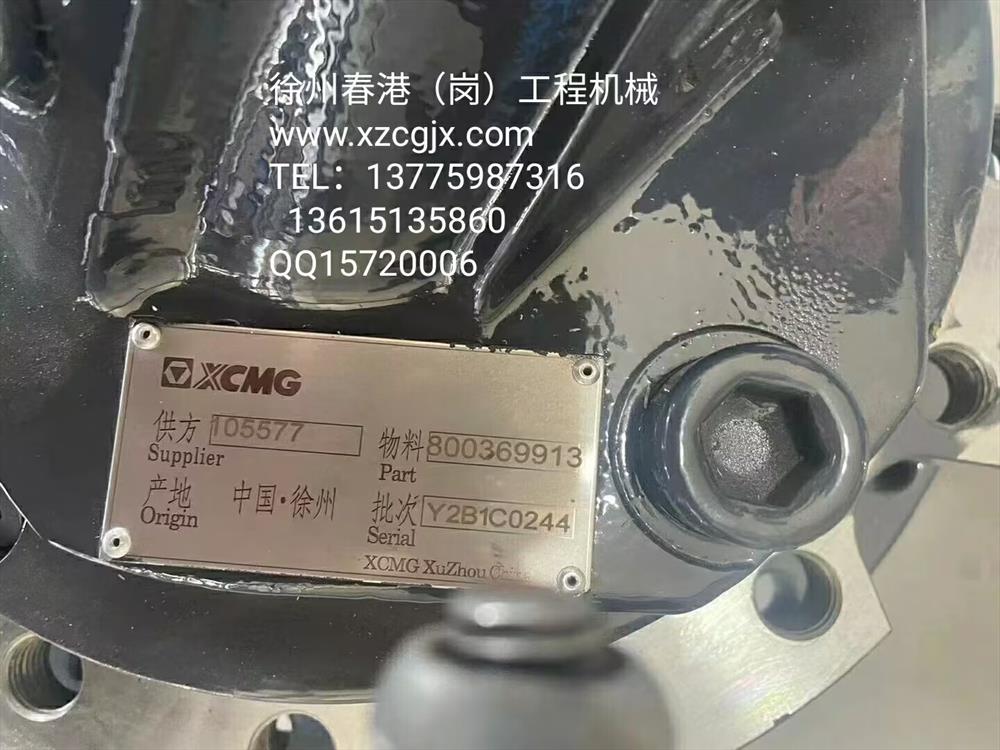 徐州春港（岗）工程机械
www.xzcgjx.com
TEL：13775987316
13615135860
QQ15720006
XCMG
供方 105577
Supplier
物料 800369913
Part
产地 中国·徐州
Origin
批次 Y2B1C0244
Serial
XCMG XuZhou China